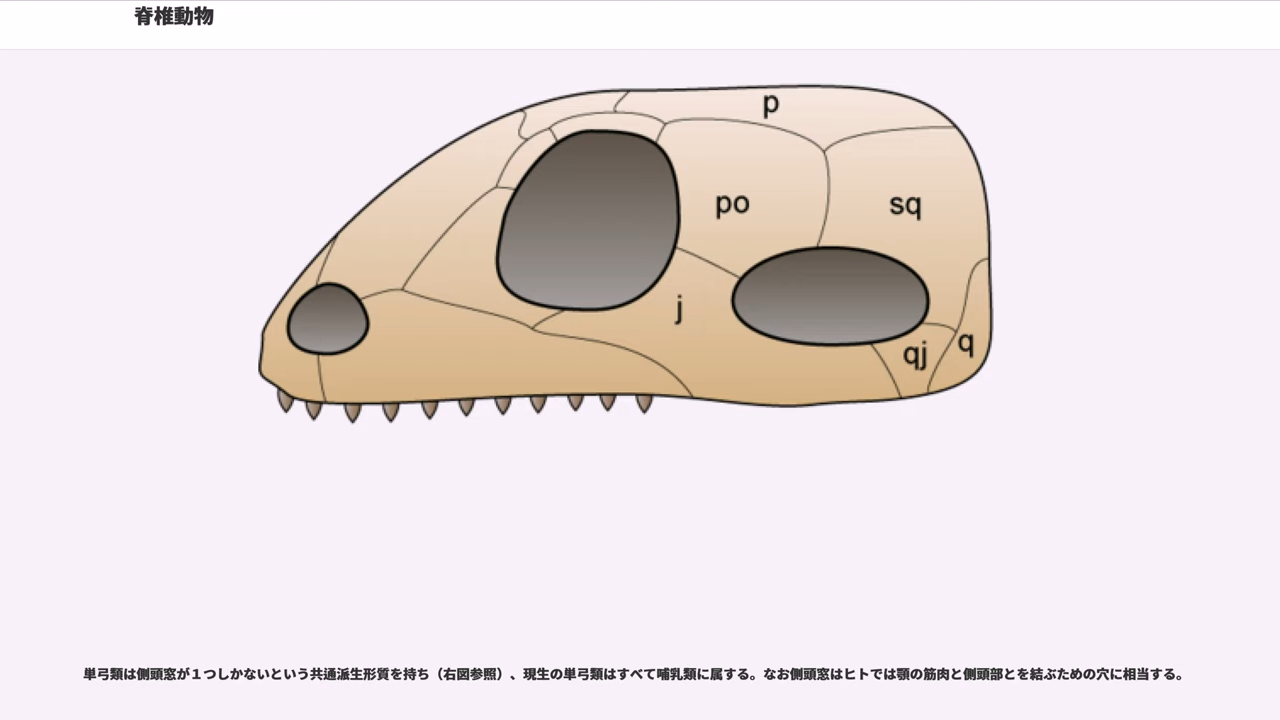 脊椎動物
p
po
sq
j
qj
q
単弓類は側頭窓が１つしかないという共通派生形質を持ち（右図参照）、現生の単弓類はすべて哺乳類に属する。なお側頭窓はヒトでは顎の筋肉と側頭部とを結ぶための穴に相当する。